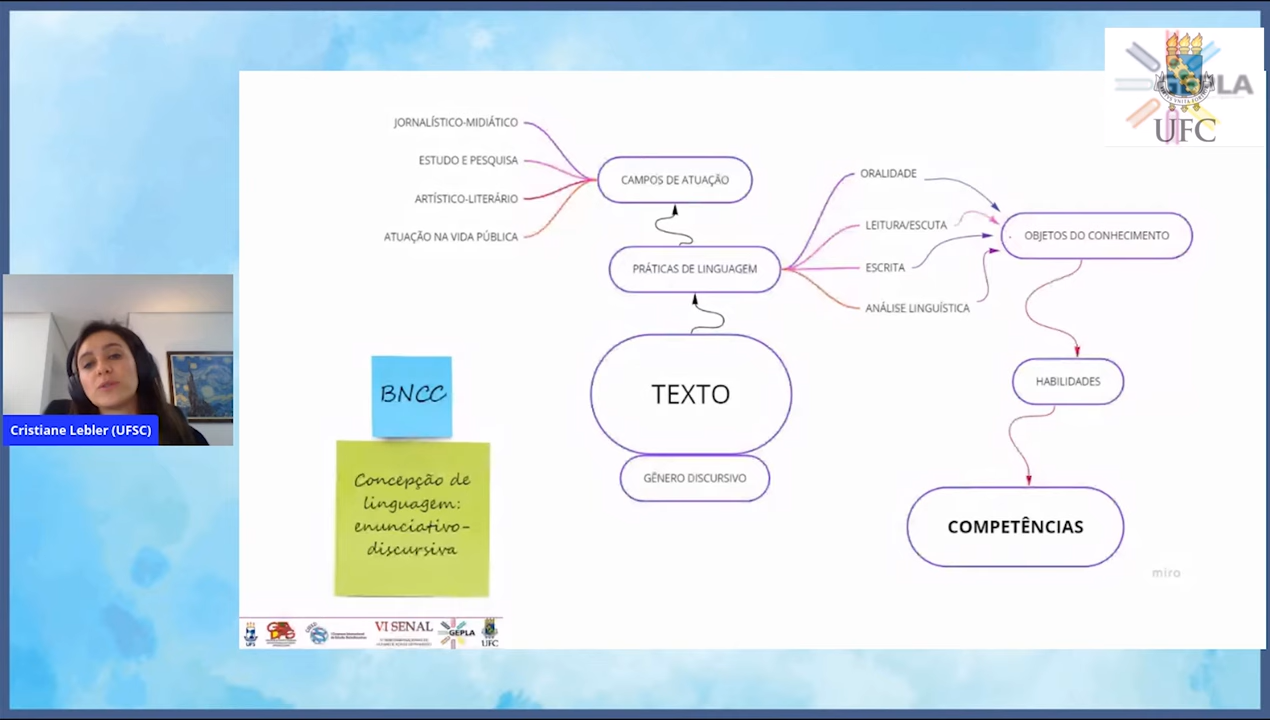 GEPLA
UFC
JORNALÍSTICO-MIDIÁTICO
ESTUDO E PESQUISA
ARTÍSTICO-LITERÁRIO
ATUAÇÃO NA VIDA PÚBLICA
CAMPOS DE ATUAÇÃO
PRÁTICAS DE LINGUAGEM
ORALIDADE
LEITURA/ESCUTA
ESCRITA
ANÁLISE LINGUÍSTICA
OBJETOS DO CONHECIMENTO
HABILIDADES
COMPETÊNCIAS
TEXTO
GÊNERO DISCURSIVO
BNCC
Concepção de
linguagem:
enunciativo-
discursiva
Cristiane Lebler (UFSC)
miro
VI SENAL
GEPLA
UFC